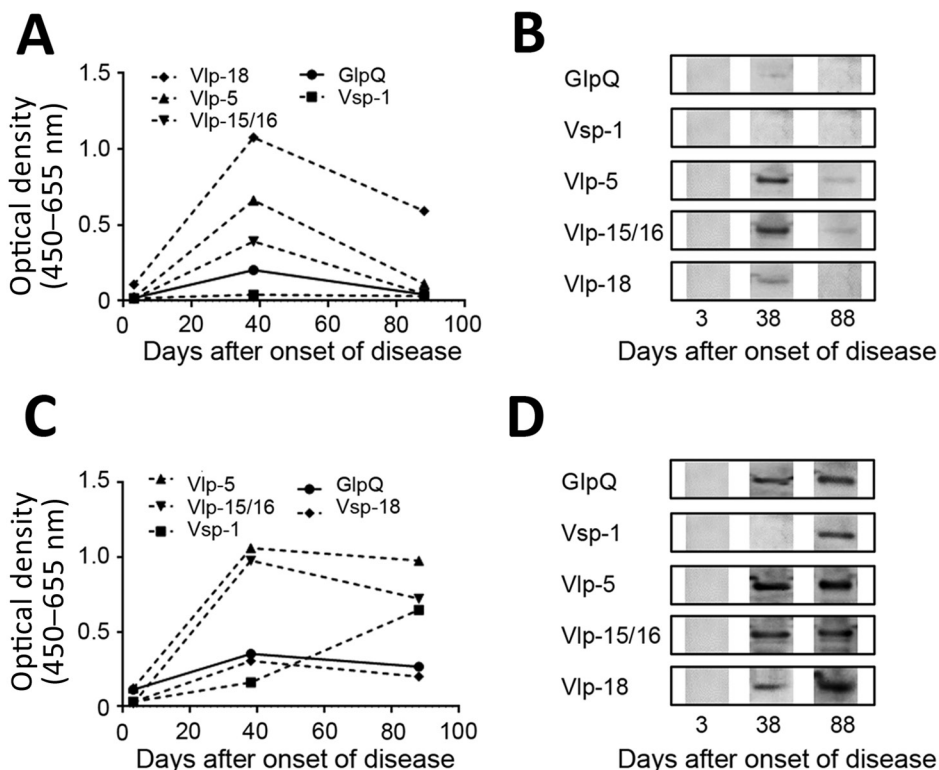 A
Optical density
(450–655 nm)
1.5
1.0
0.5
0
Vlp-18
Vlp-5
Vlp-15/16
GlpQ
Vsp-1
0 20 40 60 80 100
Days after onset of disease
B
GlpQ
Vsp-1
Vlp-5
Vlp-15/16
Vlp-18
3 38 88
Days after onset of disease
C
Optical density
(450–655 nm)
1.5
1.0
0.5
0
Vlp-5
Vlp-15/16
Vsp-1
GlpQ
Vsp-18
0 20 40 60 80 100
Days after onset of disease
D
GlpQ
Vsp-1
Vlp-5
Vlp-15/16
Vlp-18
3 38 88
Days after onset of disease